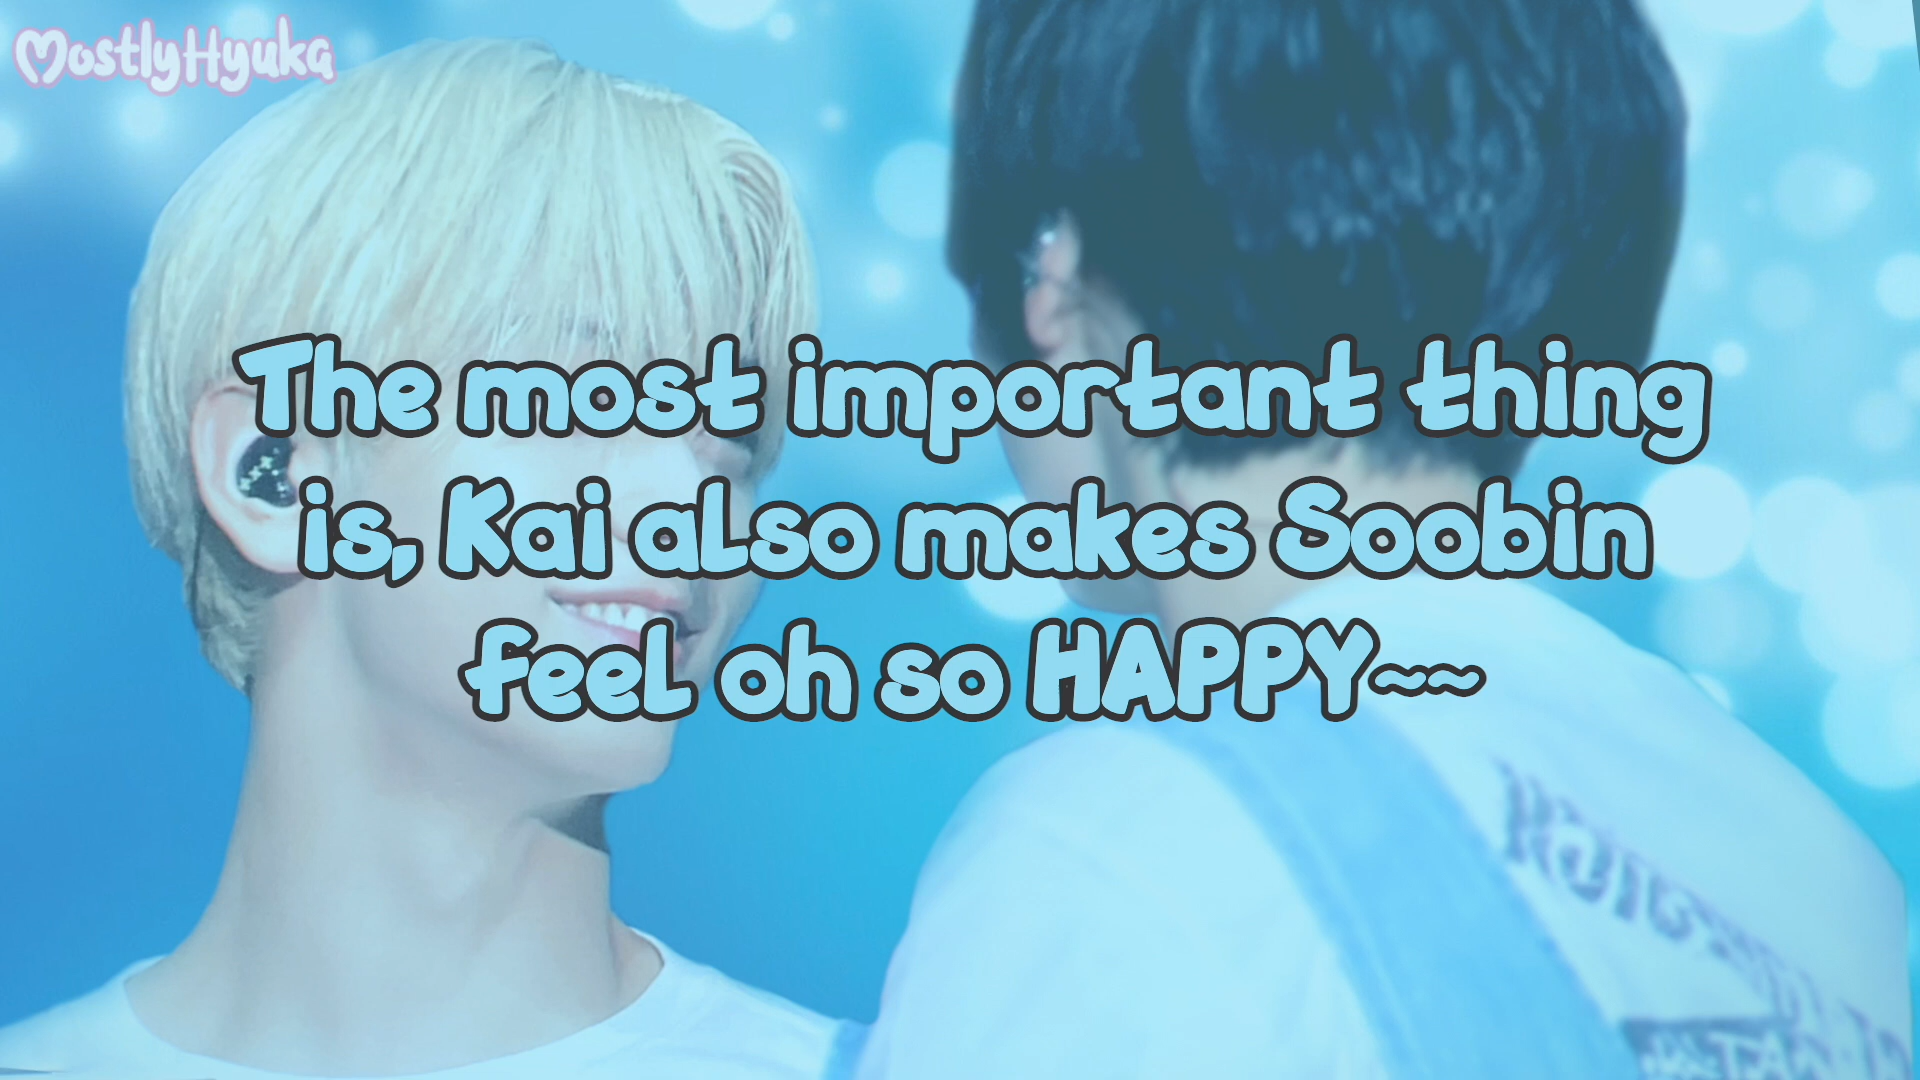 MostlyHyuka
The most important thing
is, Kai also makes Soobin
feel oh so HAPPY~~